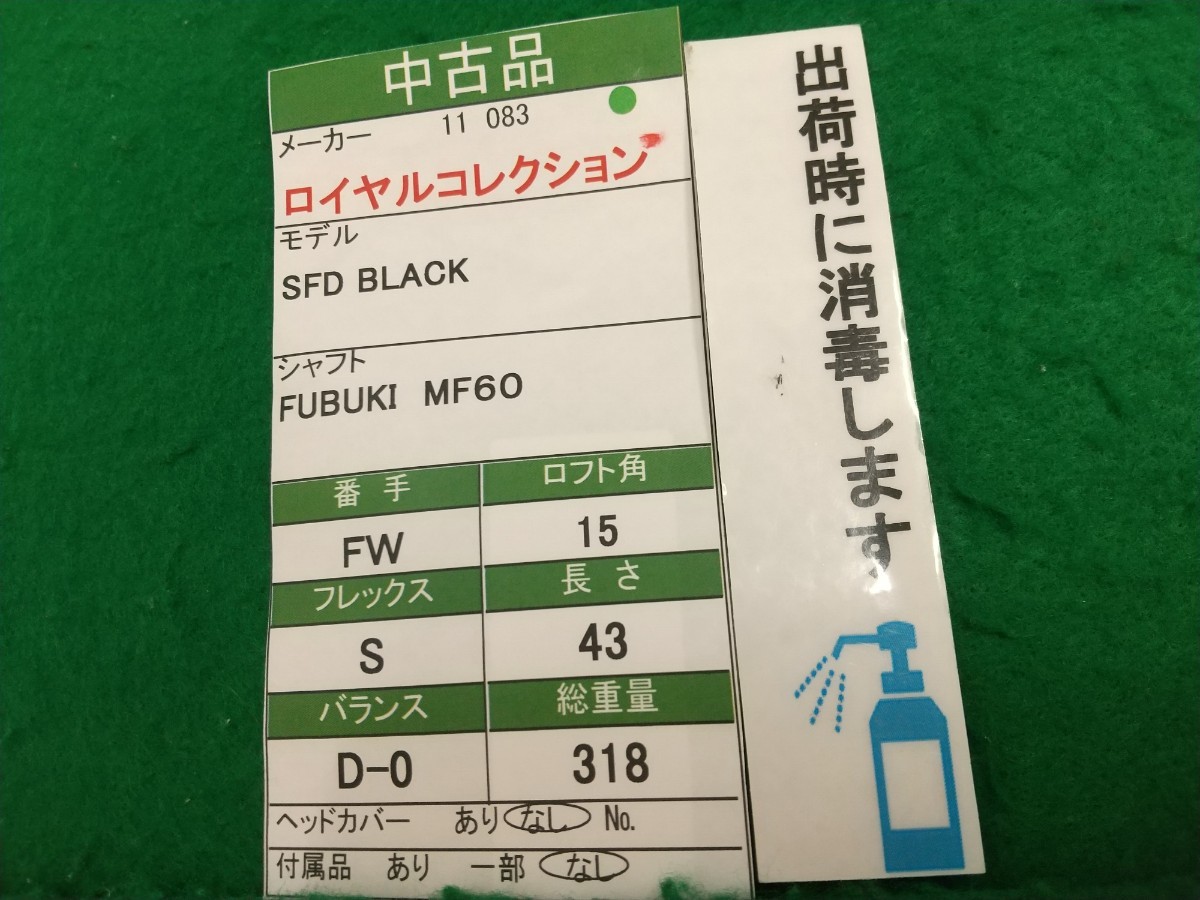 中古品
メーカー 11 083
ロイヤルコレクション
モデル
SFD BLACK
シャフト
FUBUKI MF60
番手 ロフト角
FW 15
フレックス 長さ
S 43
バランス 総重量
D-0 318
ヘッドカバー あり なし No.
付属品 あり 一部 なし
出荷時に消毒します